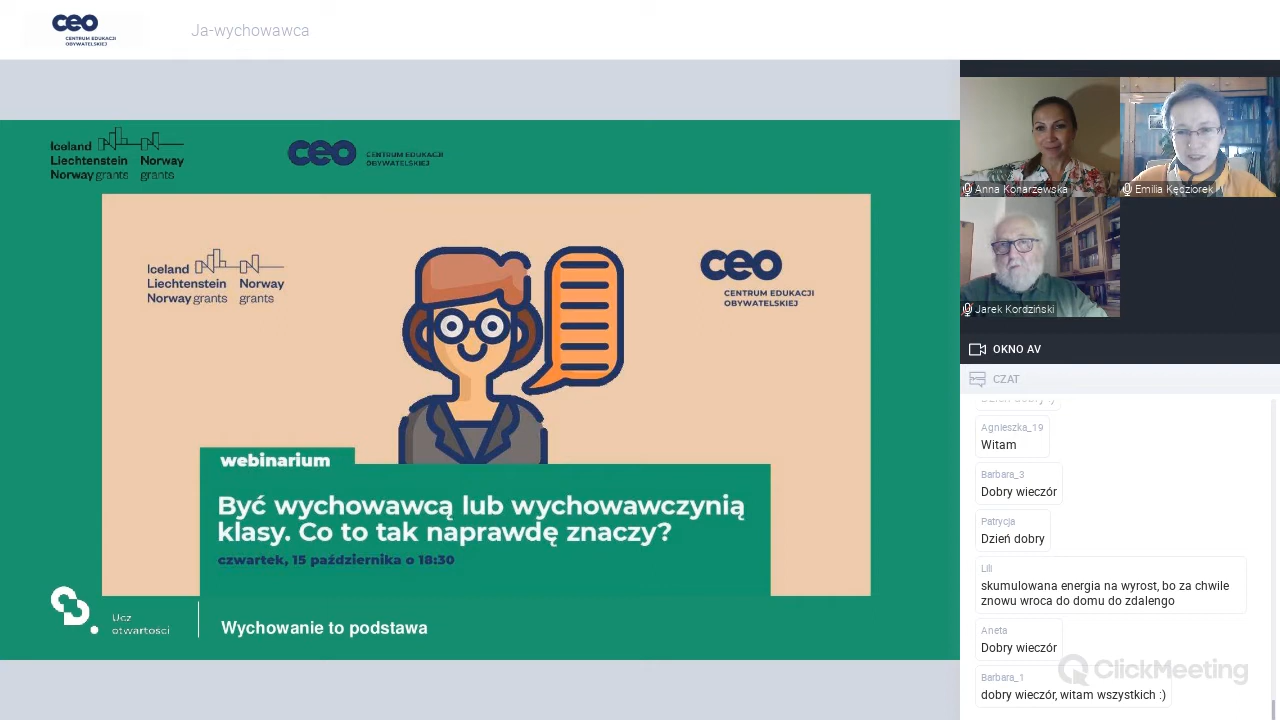 ceo
CENTRUM EDUKACJI
OBYWATELSKIEJ
Ja-wychowawca
Iceland
Liechtenstein Norway
Norway grants grants
ceo
CENTRUM EDUKACJI
OBYWATELSKIEJ
Iceland
Liechtenstein Norway
Norway grants grants
ceo
CENTRUM EDUKACJI
OBYWATELSKIEJ
webinarium
Być wychowawcą lub wychowawczynią
klasy. Co to tak naprawdę znaczy?
czwartek, 15 października o 18:30
Ucz
otwartości
Wychowanie to podstawa
Anna Konarzewska
Emilia Kędziorek
Jarek Kordziński
OKNO AV
CZAT
Dzień dobry :)
Agnieszka_19
Witam
Barbara_3
Dobry wieczór
Patrycja
Dzień dobry
Lili
skumulowana energia na wyrost, bo za chwile
znowu wroca do domu do zdalengo
Aneta
Dobry wieczór
ClickMeeting
Barbara_1
dobry wieczór, witam wszystkich :)